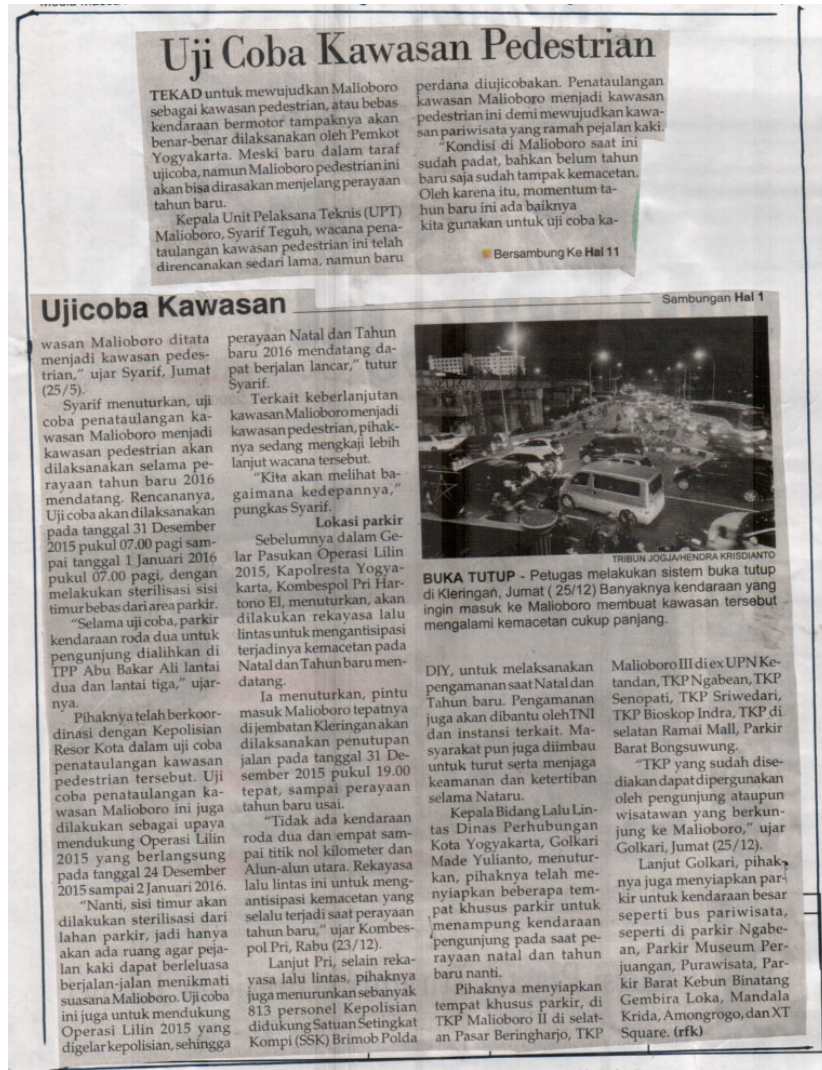 Uji Coba Kawasan Pedestrian
TEKAD untuk mewujudkan Malioboro
sebagai kawasan pedestrian, atau bebas
kendaraan bermotor tampaknya akan
benar-benar dilaksanakan oleh Pemkot
Yogyakarta. Meski baru dalam taraf
ujicoba, namun Malioboro pedestrian ini
akan bisa dirasakan menjelang perayaan
tahun baru.
Kepala Unit Pelaksana Teknis (UPT)
Malioboro, Syarif Teguh, wacana pena-
taulangan kawasan pedestrian ini telah
direncanakan sedari lama, namun baru
perdana diujicobakan. Penataulangan
kawasan Malioboro menjadi kawasan
pedestrian ini demi mewujudkan kawa-
san pariwisata yang ramah pejalan kaki.
"Kondisi di Malioboro saat ini
sudah padat, bahkan belum tahun
baru saja sudah tampak kemacetan.
Oleh karena itu, momentum ta-
hun baru ini ada baiknya
kita gunakan untuk uji coba ka-
Bersambung Ke Hal 11
Ujicoba Kawasan
Sambungan Hal 1
wasan Malioboro ditata
menjadi kawasan pedes-
trian," ujar Syarif, Jumat
(25/5).
Syarif menuturkan, uji
coba penataulangan ka-
wasan Malioboro menjadi
kawasan pedestrian akan
dilaksanakan selama pe-
rayaan tahun baru 2016
mendatang. Rencananya,
Uji coba akan dilaksanakan
pada tanggal 31 Desember
2015 pukul 07.00 pagi sam-
pai tanggal 1 Januari 2016
pukul 07.00 pagi, dengan
melakukan sterilisasi sisi
timur bebas dari area parkir.
"Selama uji coba, parkir
kendaraan roda dua untuk
pengunjung dialihkan di
TPP Abu Bakar Ali lantai
dua dan lantai tiga," ujar-
nya.
Pihaknya telah berkoor-
dinasi dengan Kepolisian
Resor Kota dalam uji coba
penataulangan kawasan
pedestrian tersebut. Uji
coba penataulangan ka-
wasan Malioboro ini juga
dilakukan sebagai upaya
mendukung Operasi Lilin
2015 yang berlangsung
pada tanggal 24 Desember
2015 sampai 2 Januari 2016.
"Nanti, sisi timur akan
dilakukan sterilisasi dari
lahan parkir, jadi hanya
akan ada ruang agar peja-
lan kaki dapat berleluasa
berjalan-jalan menikmati
suasana Malioboro. Uji coba
ini juga untuk mendukung
Operasi Lilin 2015 yang
digelar kepolisian, sehingga
perayaan Natal dan Tahun
baru 2016 mendatang da-
pat berjalan lancar," tutur
Syarif.
Terkait keberlanjutan
kawasan Malioboro menjadi
kawasan pedestrian, pihak-
nya sedang mengkaji lebih
lanjut wacana tersebut.
"Kita akan melihat ba-
gaimana kedepannya,"
pungkas Syarif.
Lokasi parkir
Sebelumnya dalam Ge-
lar Pasukan Operasi Lilin
2015, Kapolresta Yogya-
karta, Kombespol Pri Har-
tono El, menuturkan, akan
dilakukan rekayasa lalu
lintas untuk mengantisipasi
terjadinya kemacetan pada
Natal dan Tahun baru men-
datang.
Ia menuturkan, pintu
masuk Malioboro tepatnya
di jembatan Kleringan akan
dilaksanakan penutupan
jalan pada tanggal 31 De-
sember 2015 pukul 19.00
tepat, sampai perayaan
tahun baru usai.
"Tidak ada kendaraan
roda dua dan empat sam-
pai titik nol kilometer dan
Alun-alun utara. Rekayasa
lalu lintas ini untuk meng-
antisipasi kemacetan yang
selalu terjadi saat perayaan
tahun baru," ujar Kombes-
pol Pri, Rabu (23/12).
Lanjut Pri, selain reka-
yasa lalu lintas, pihaknya
juga menurunkan sebanyak
813 personel Kepolisian
didukung Satuan Setingkat
Kompi (SSK) Brimob Polda
TRIBUN JOGJA/HENDRA KRISDIANTO
BUKA TUTUP - Petugas melakukan sistem buka tutup
di Kleringan, Jumat ( 25/12) Banyaknya kendaraan yang
ingin masuk ke Malioboro membuat kawasan tersebut
mengalami kemacetan cukup panjang.
DIY, untuk melaksanakan
pengamanan saat Natal dan
Tahun baru. Pengamanan
juga akan dibantu oleh TNI
dan instansi terkait. Ma-
syarakat pun juga diimbau
untuk turut serta menjaga
keamanan dan ketertiban
selama Nataru.
Kepala Bidang Lalu Lin-
tas Dinas Perhubungan
Kota Yogyakarta, Golkari
Made Yulianto, menutur-
kan, pihaknya telah me-
nyiapkan beberapa tem-
pat khusus parkir untuk
menampung kendaraan
pengunjung pada saat pe-
rayaan natal dan tahun
baru nanti.
Pihaknya menyiapkan
tempat khusus parkir, di
TKP Malioboro II di selat-
an Pasar Beringharjo, TKP
Malioboro III di ex UPN Ke-
tandan, TKP Ngabean, TKP
Senopati, TKP Sriwedari,
TKP Bioskop Indra, TKP di
selatan Ramai Mall, Parkir
Barat Bongsuwung.
"TKP yang sudah dise-
diakan dapat dipergunakan
oleh pengunjung ataupun
wisatawan yang berkun-
jung ke Malioboro," ujar
Golkari, Jumat (25/12).
Lanjut Golkari, pihak-
nya juga menyiapkan par-
kir untuk kendaraan besar
seperti bus pariwisata,
seperti di parkir Ngabe-
an, Parkir Museum Per-
juangan, Purawisata, Par-
kir Barat Kebun Binatang
Gembira Loka, Mandala
Krida, Amongrogo, dan XT
Square. (rfk)